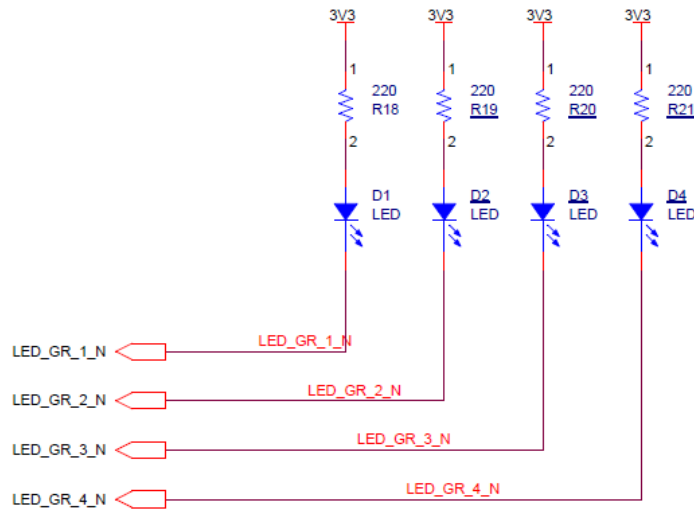 3V3 3V3 3V3 3V3
1 1 1 1
220 220 220 220
R18 R19 R20 R21
2 2 2 2
D1 D2 D3 D4
LED LED LED LED
LED_GR_1_N LED_GR_1_N
LED_GR_2_N LED_GR_2_N
LED_GR_3_N LED_GR_3_N
LED_GR_4_N LED_GR_4_N